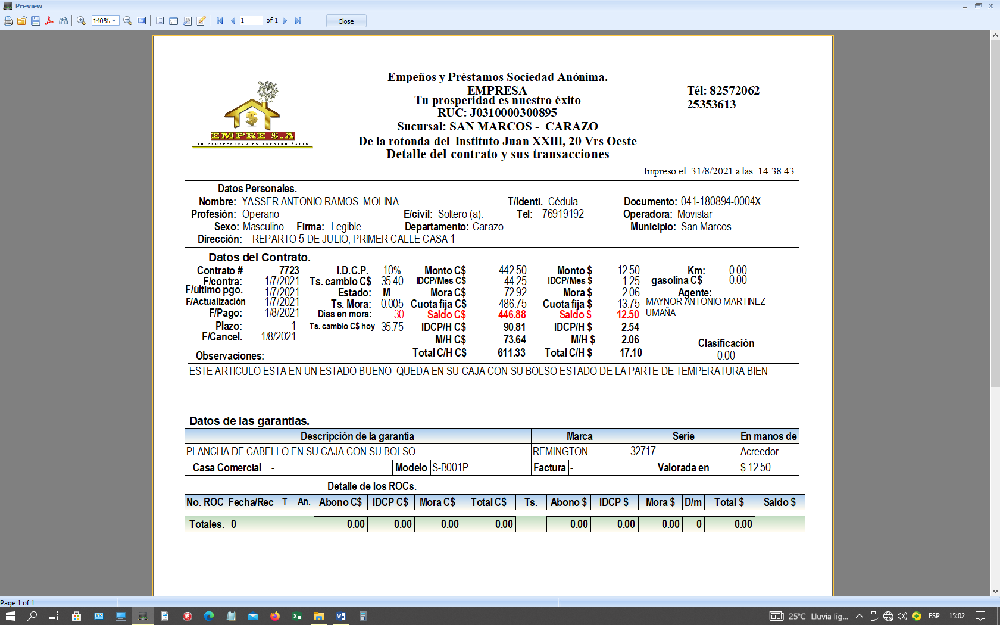 Preview
140%
1 of 1
Close
Empeños y Préstamos Sociedad Anónima.
EMPRESA
Tu prosperidad es nuestro éxito
RUC: J0310000300895
Sucursal: SAN MARCOS - CARAZO
De la rotonda del Instituto Juan XXIII, 20 Vrs Oeste
Detalle del contrato y sus transacciones
Tél: 82572062
25353613
$
EMPRE S.A
TU PROSPERIDAD ES NUESTRO ÉXITO
Impreso el: 31/8/2021 a las: 14:38:43
Datos Personales.
Nombre: YASSER ANTONIO RAMOS MOLINA T/Identi. Cédula Documento: 041-180894-0004X
Profesión: Operario E/civil: Soltero (a). Tel: 76919192 Operadora: Movistar
Sexo: Masculino Firma: Legible Departamento: Carazo Municipio: San Marcos
Dirección: REPARTO 5 DE JULIO, PRIMER CALLE CASA 1
Datos del Contrato.
Contrato # 7723 I.D.C.P. 10% Monto C$ 442.50 Monto $ 12.50 Km: 0.00
F/contra: 1/7/2021 Ts. cambio C$ 35.40 IDCP/Mes C$ 44.25 IDCP/Mes $ 1.25 gasolina C$ 0.00
F/último pgo. 1/7/2021 Estado: M Mora C$ 72.92 Mora $ 2.06 Agente:
F/Actualización 1/7/2021 Ts. Mora: 0.005 Cuota fija C$ 486.75 Cuota fija $ 13.75 MAYNOR ANTONIO MARTINEZ
F/Pago: 1/8/2021 Dias en mora: 30 Saldo C$ 446.88 Saldo $ 12.50 UMAÑA
Plazo: 1 Ts. cambio C$ hoy 35.75 IDCP/H C$ 90.81 IDCP/H $ 2.54
F/Cancel. 1/8/2021 M/H C$ 73.64 M/H $ 2.06 Clasificación
Observaciones: Total C/H C$ 611.33 Total C/H $ 17.10 -0.00
ESTE ARTICULO ESTA EN UN ESTADO BUENO QUEDA EN SU CAJA CON SU BOLSO ESTADO DE LA PARTE DE TEMPERATURA BIEN
Datos de las garantias.
Descripción de la garantia Marca Serie En manos de
PLANCHA DE CABELLO EN SU CAJA CON SU BOLSO REMINGTON 32717 Acreedor
Casa Comercial - Modelo S-B001P Factura - Valorada en $ 12.50
Detalle de los ROCs.
No. ROC Fecha/Rec T An. Abono C$ IDCP C$ Mora C$ Total C$ Ts. Abono $ IDCP $ Mora $ D/m Total $ Saldo $
Totales. 0 0.00 0.00 0.00 0.00 0.00 0.00 0.00 0 0.00
Page 1 of 1
25°C Lluvia lig... ESP 15:02